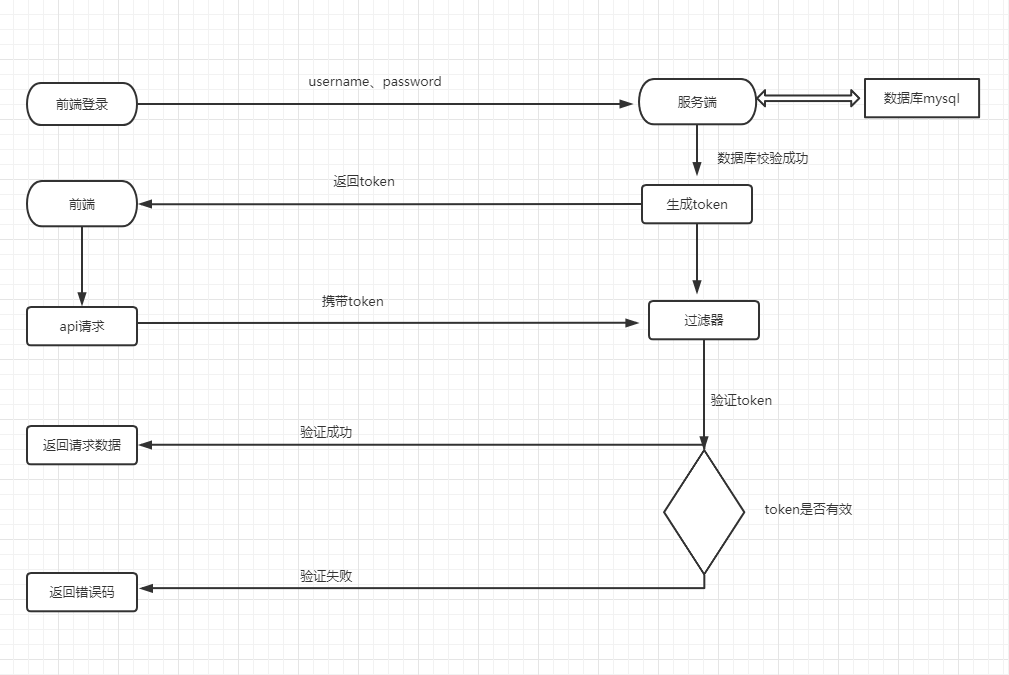 username、password
前端登录
服务端
数据库mysql
数据库校验成功
返回token
前端
生成token
携带token
api请求
过滤器
验证token
验证成功
返回请求数据
token是否有效
验证失败
返回错误码